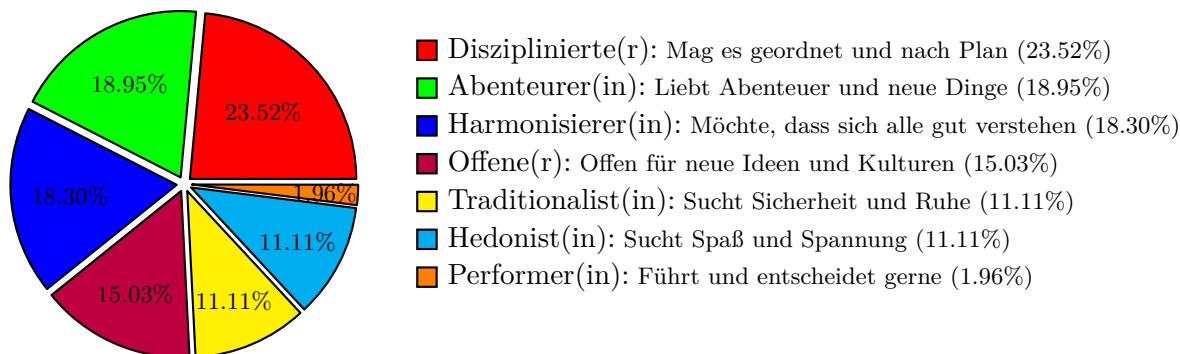 18.95%
23.52%
18.30%
15.03%
11.11%
11.11%
1.96%
Disziplinierte(r): Mag es geordnet und nach Plan (23.52%)
Abenteurer(in): Liebt Abenteuer und neue Dinge (18.95%)
Harmonisierer(in): Möchte, dass sich alle gut verstehen (18.30%)
Offene(r): Offen für neue Ideen und Kulturen (15.03%)
Traditionalist(in): Sucht Sicherheit und Ruhe (11.11%)
Hedonist(in): Sucht Spaß und Spannung (11.11%)
Performer(in): Führt und entscheidet gerne (1.96%)